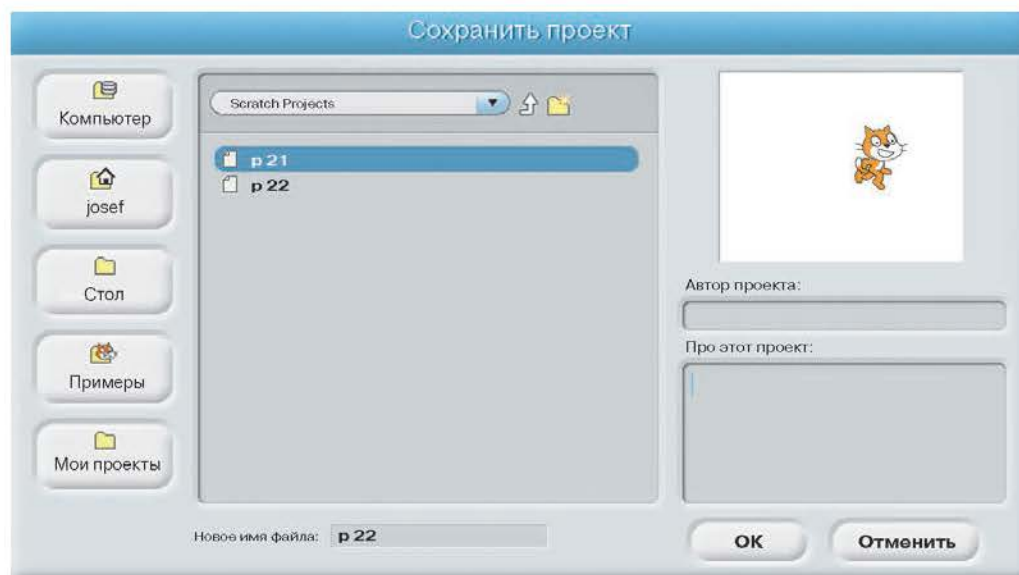 Сохранить проект
Компьютер
josef
Стол
Примеры
Мои проекты
Scratch Projects
p 21
p 22
Новое имя файла: p 22
Автор проекта:
Про этот проект:
ОК
Отменить